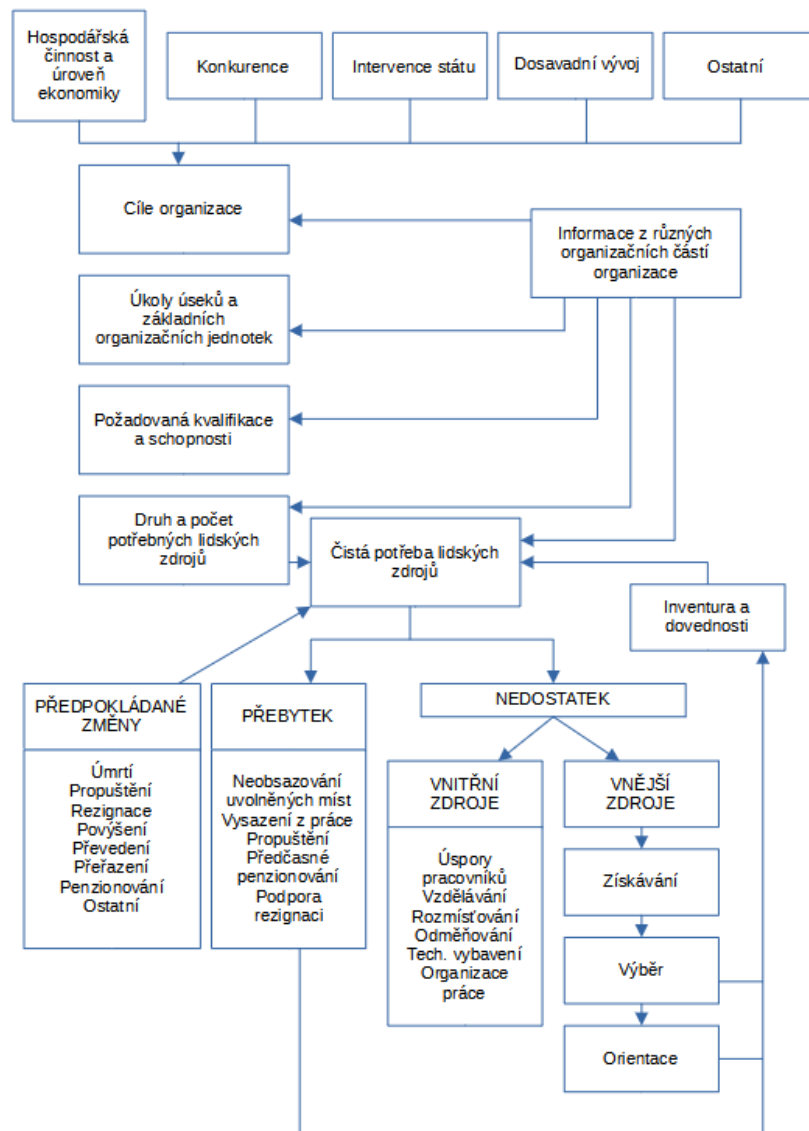 Hospodářská
činnost a
úroveň
ekonomiky
Konkurence
Intervence státu
Dosavadní vývoj
Ostatní
Cíle organizace
Informace z různých
organizačních částí
organizace
Úkoly úseků a
základních
organizačních jednotek
Požadovaná kvalifikace
a schopnosti
Druh a počet
potřebných lidských
zdrojů
Čistá potřeba lidských
zdrojů
Inventura a
dovednosti
PŘEDPOKLÁDANÉ
ZMĚNY
Úmrtí
Propuštění
Rezignace
Povýšení
Převedení
Přeřazení
Penzionování
Ostatní
PŘEBYTEK
Neobsazování
uvolněných míst
Vysazení z práce
Propuštění
Předčasné
penzionování
Podpora
rezignaci
NEDOSTATEK
VNITŘNÍ
ZDROJE
Úspory
pracovníků
Vzdělávání
Rozmísťování
Odměňování
Tech. vybavení
Organizace
práce
VNĚJŠÍ
ZDROJE
Získávání
Výběr
Orientace